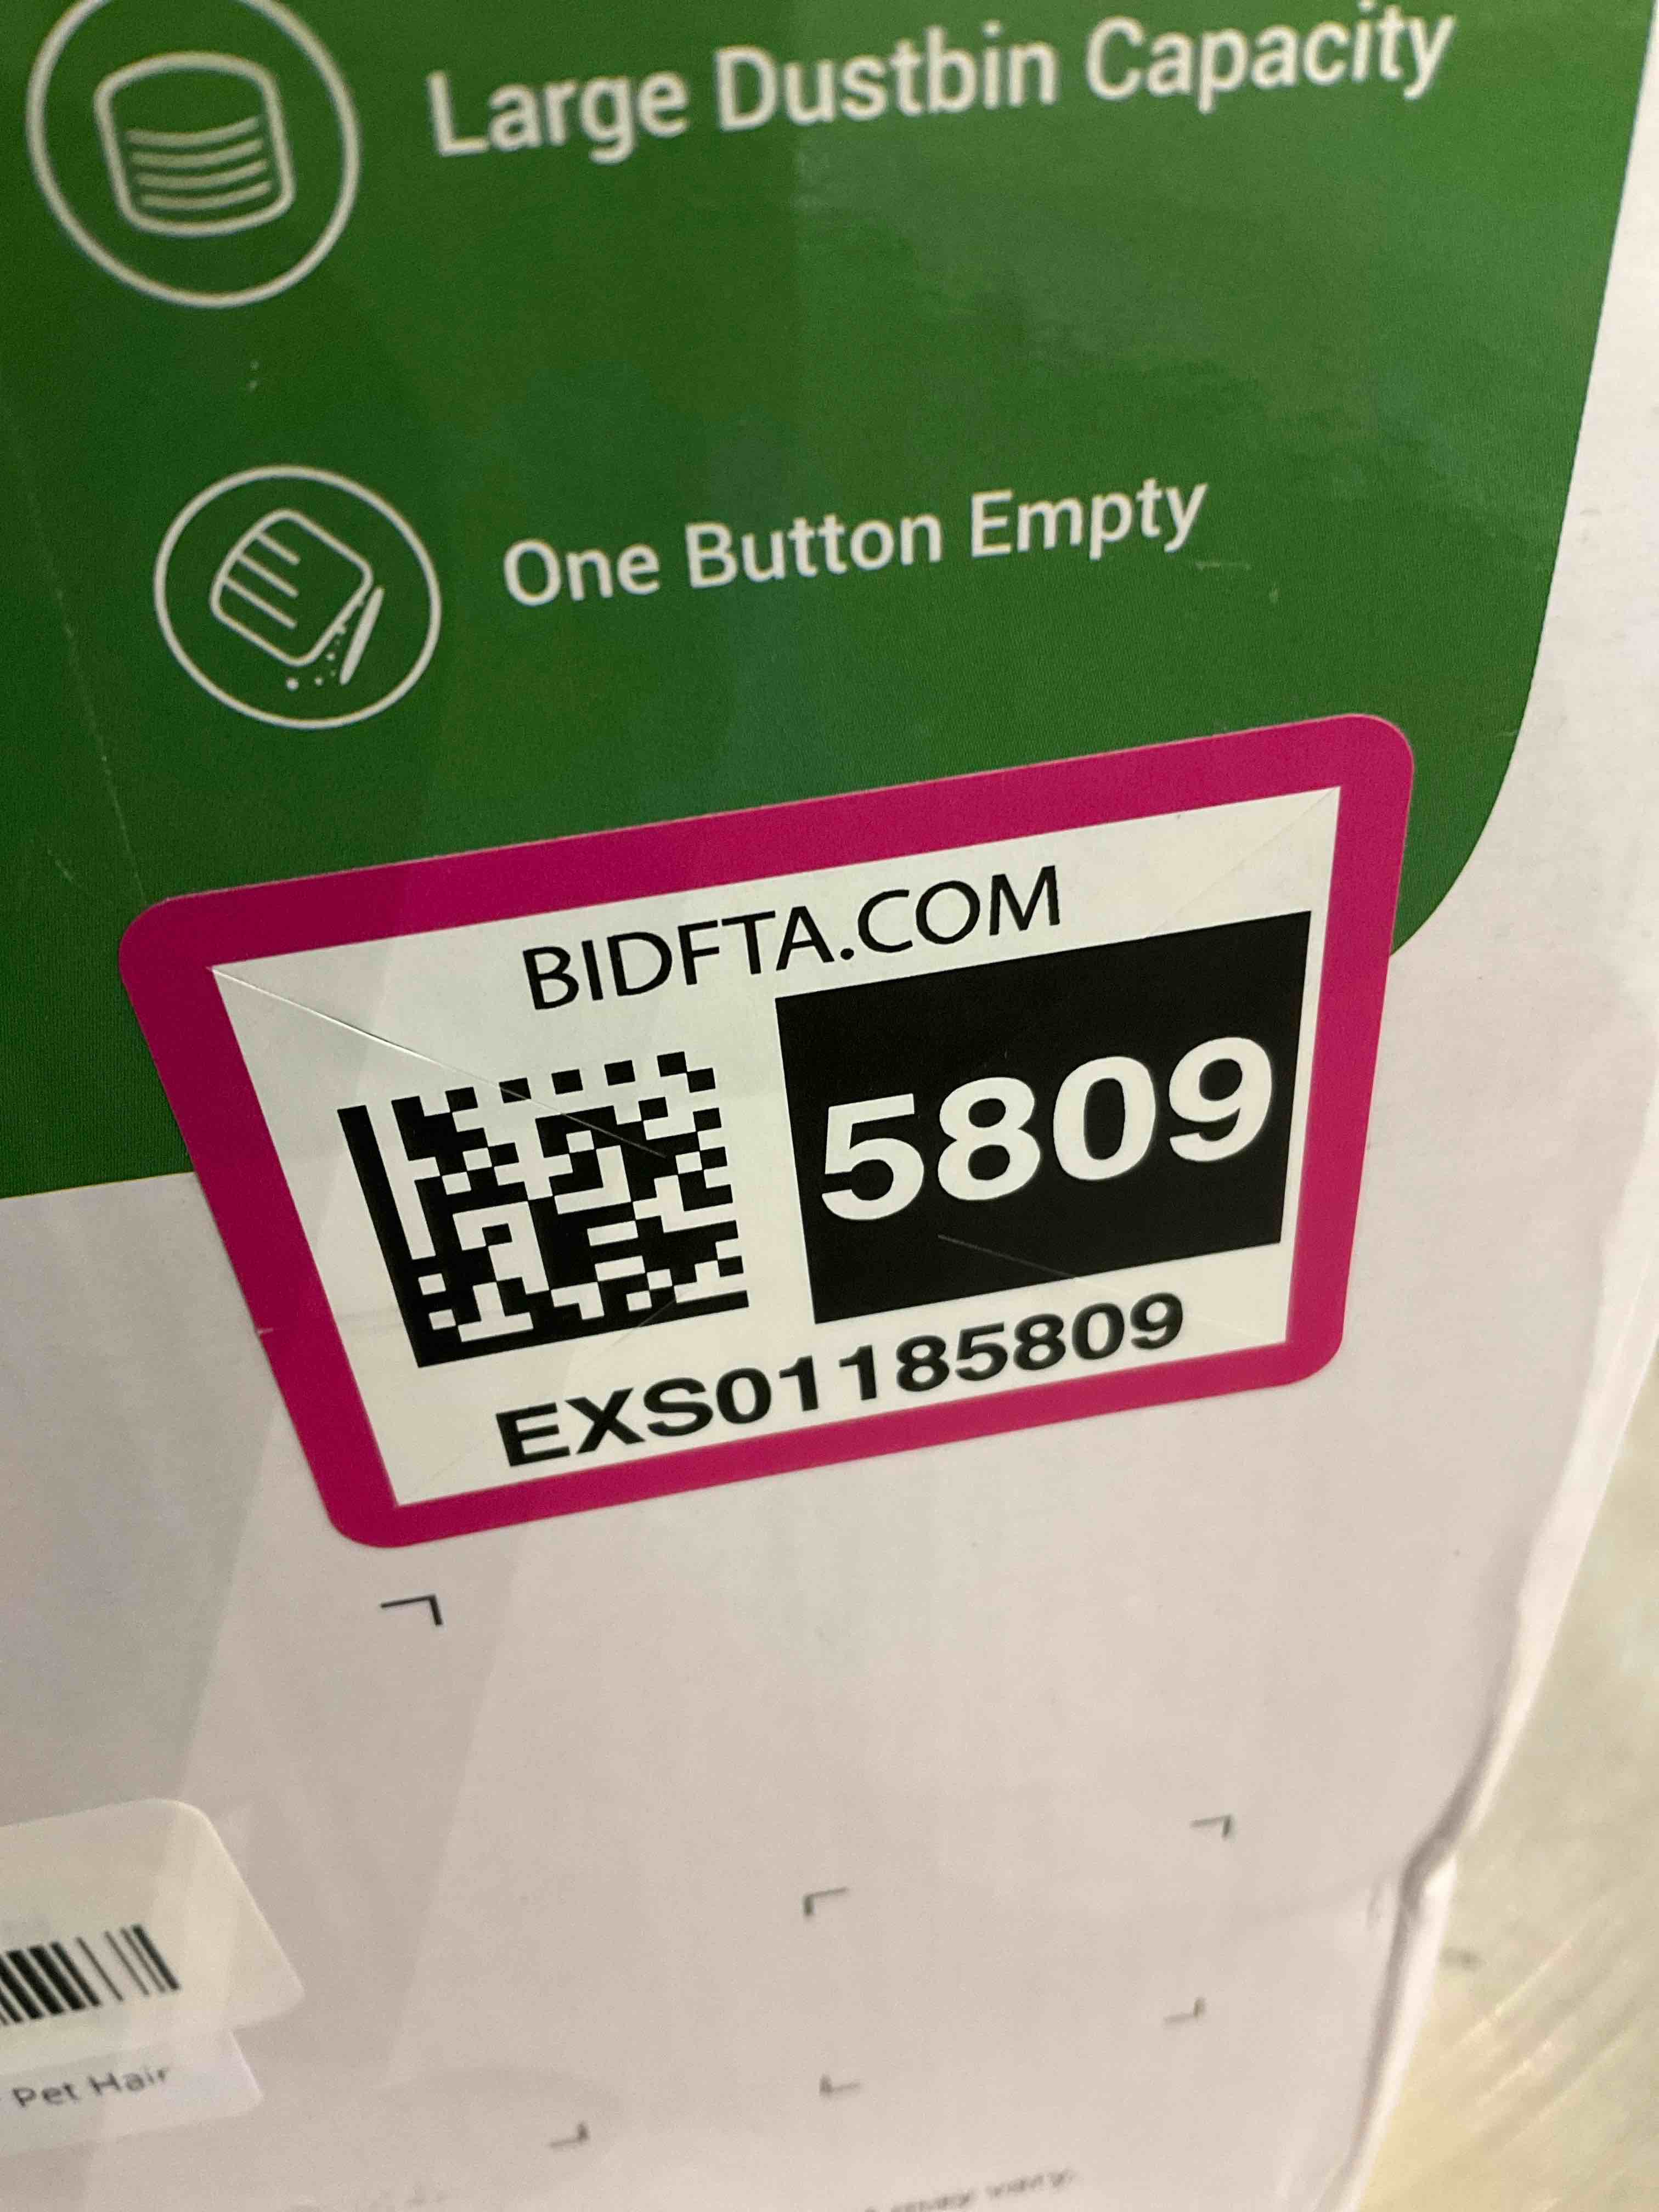 Large Dustbin Capacity
One Button Empty
BIDFTA.COM
5809
EXS01185809
Pet Hair